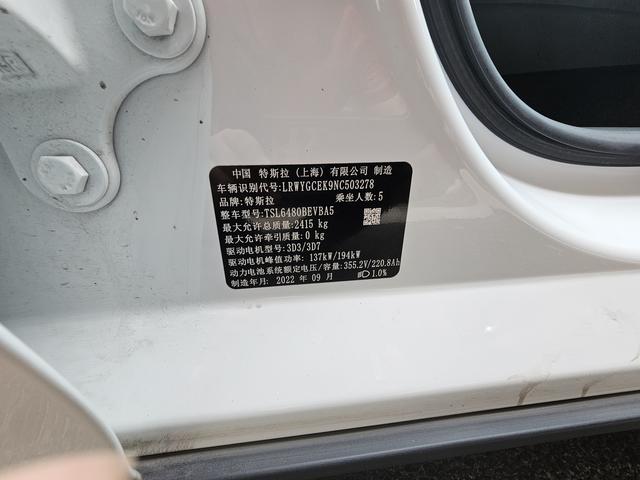 中国 特斯拉(上海)有限公司 制造
车辆识别代号:LRWYGCEK9NC503278
品牌:特斯拉 乘坐人数:5
整车型号:TSL6480BEVBA5
最大允许总质量:2415 kg
最大允许牵引质量:0 kg
驱动电机型号:3D3/3D7
驱动电机峰值功率: 137kW/194kW
动力电池系统额定电压/容量:355.2V/220.8Ah
制造年月: 2022 年 09 月 1.0%